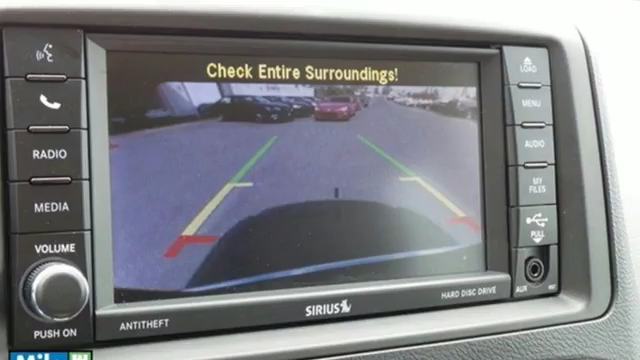 Check Entire Surroundings!
LOAD
MENU
RADIO
AUDIO
MEDIA
MY
FILES
PULL
VOLUME
PUSH ON
ANTITHEFT
SIRIUS
HARD DISC DRIVE
AUX